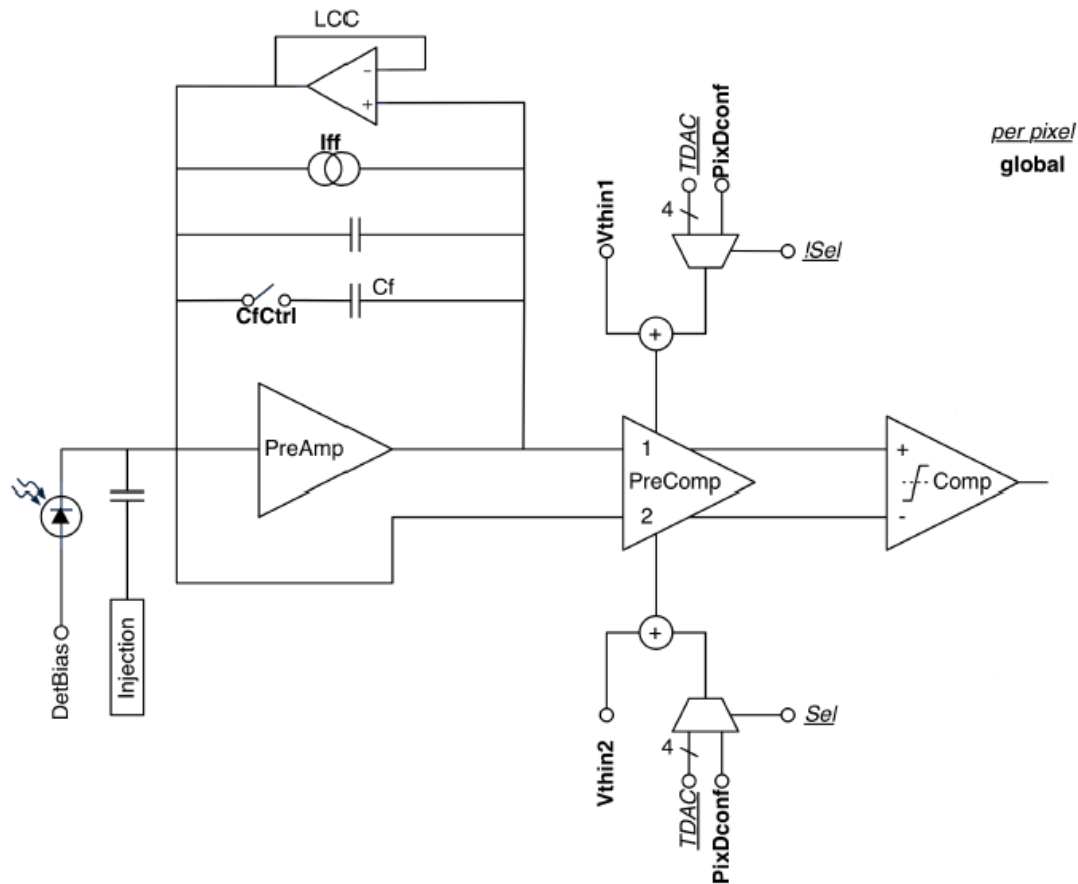 LCC
-
+
Iff
Cf
CfCtrl
PreAmp
DetBias
Injection
Vthin1
TDAC
PixDconf
4
!Sel
+
per pixel
global
1
PreComp
2
+
Comp
-
+
Vthin2
4
TDAC
PixDconf
Sel